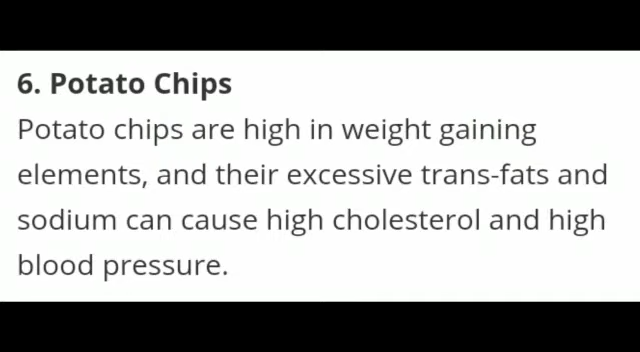 6. Potato Chips
Potato chips are high in weight gaining
elements, and their excessive trans-fats and
sodium can cause high cholesterol and high
blood pressure.